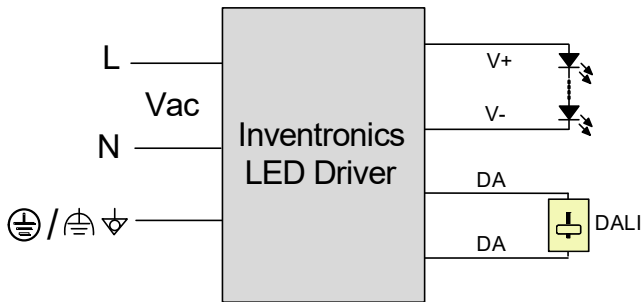 L
Vac
N
/
Inventronics
LED Driver
V+
V-
DA
DA
DALI